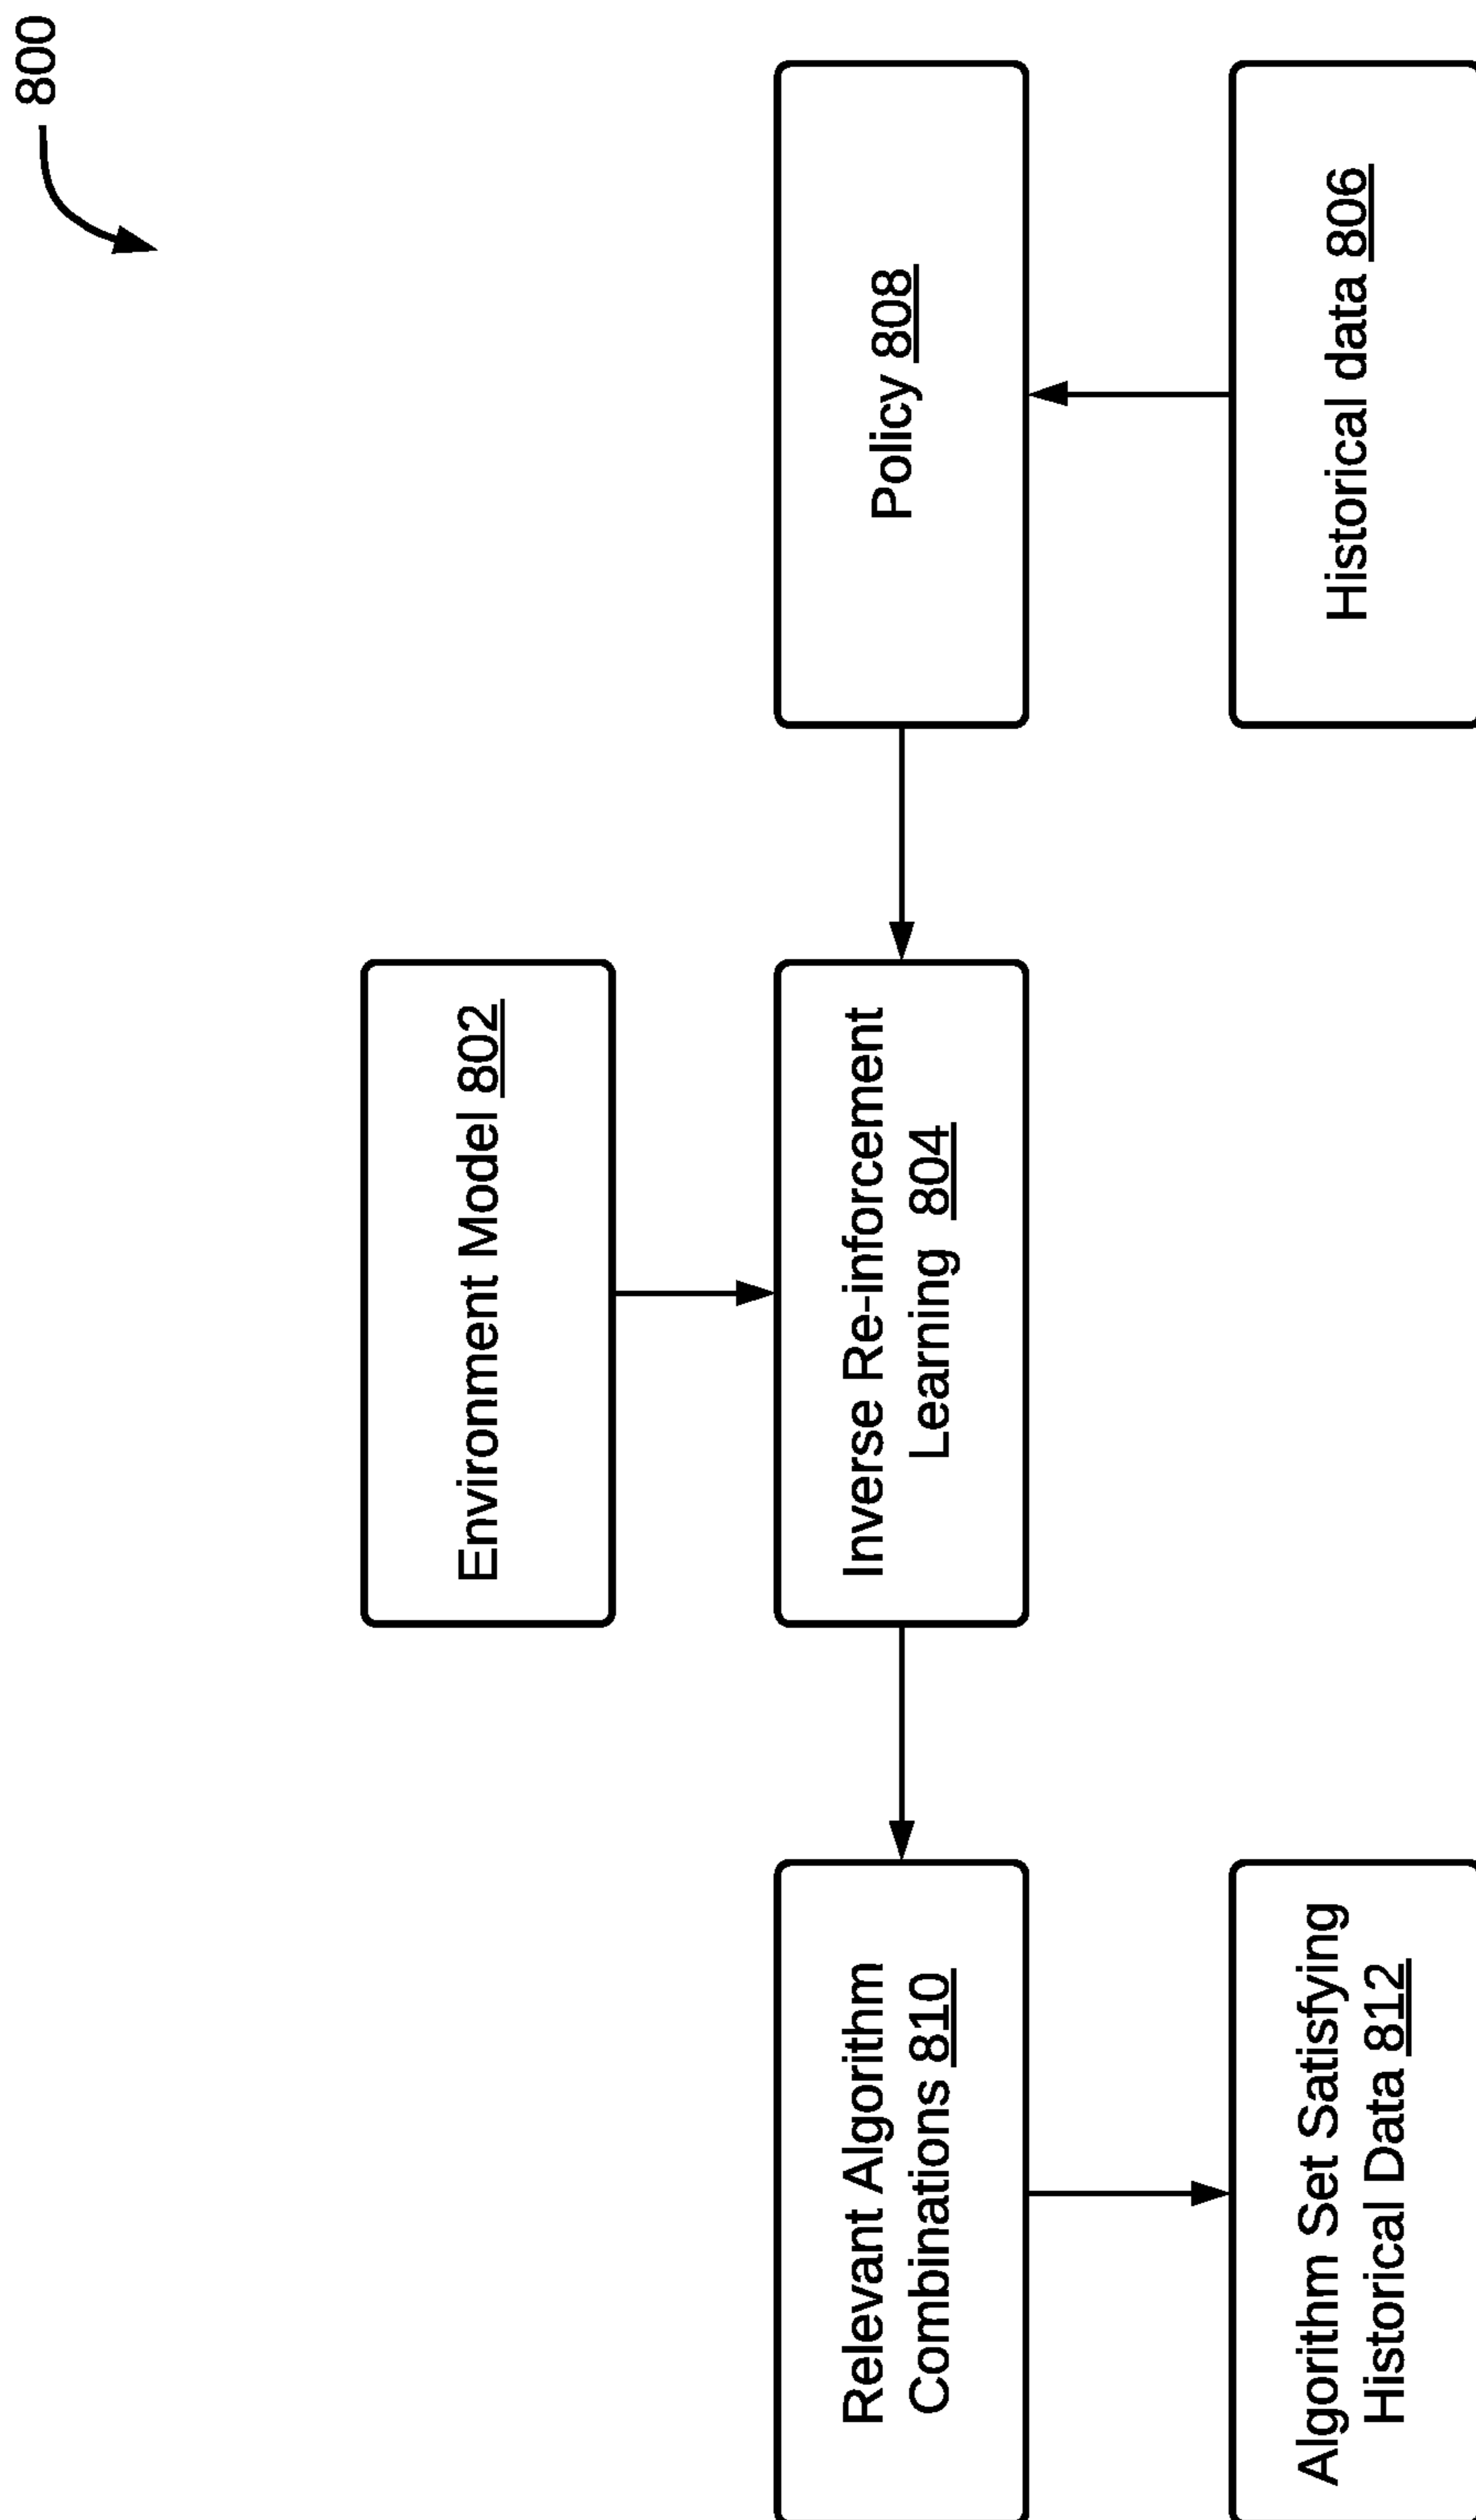 800
Environment Model 802
Relevant Algorithm
Combinations 810
Inverse Re-inforcement
Learning 804
Policy 808
Algorithm Set Satisfying
Historical Data 812
Historical data 806